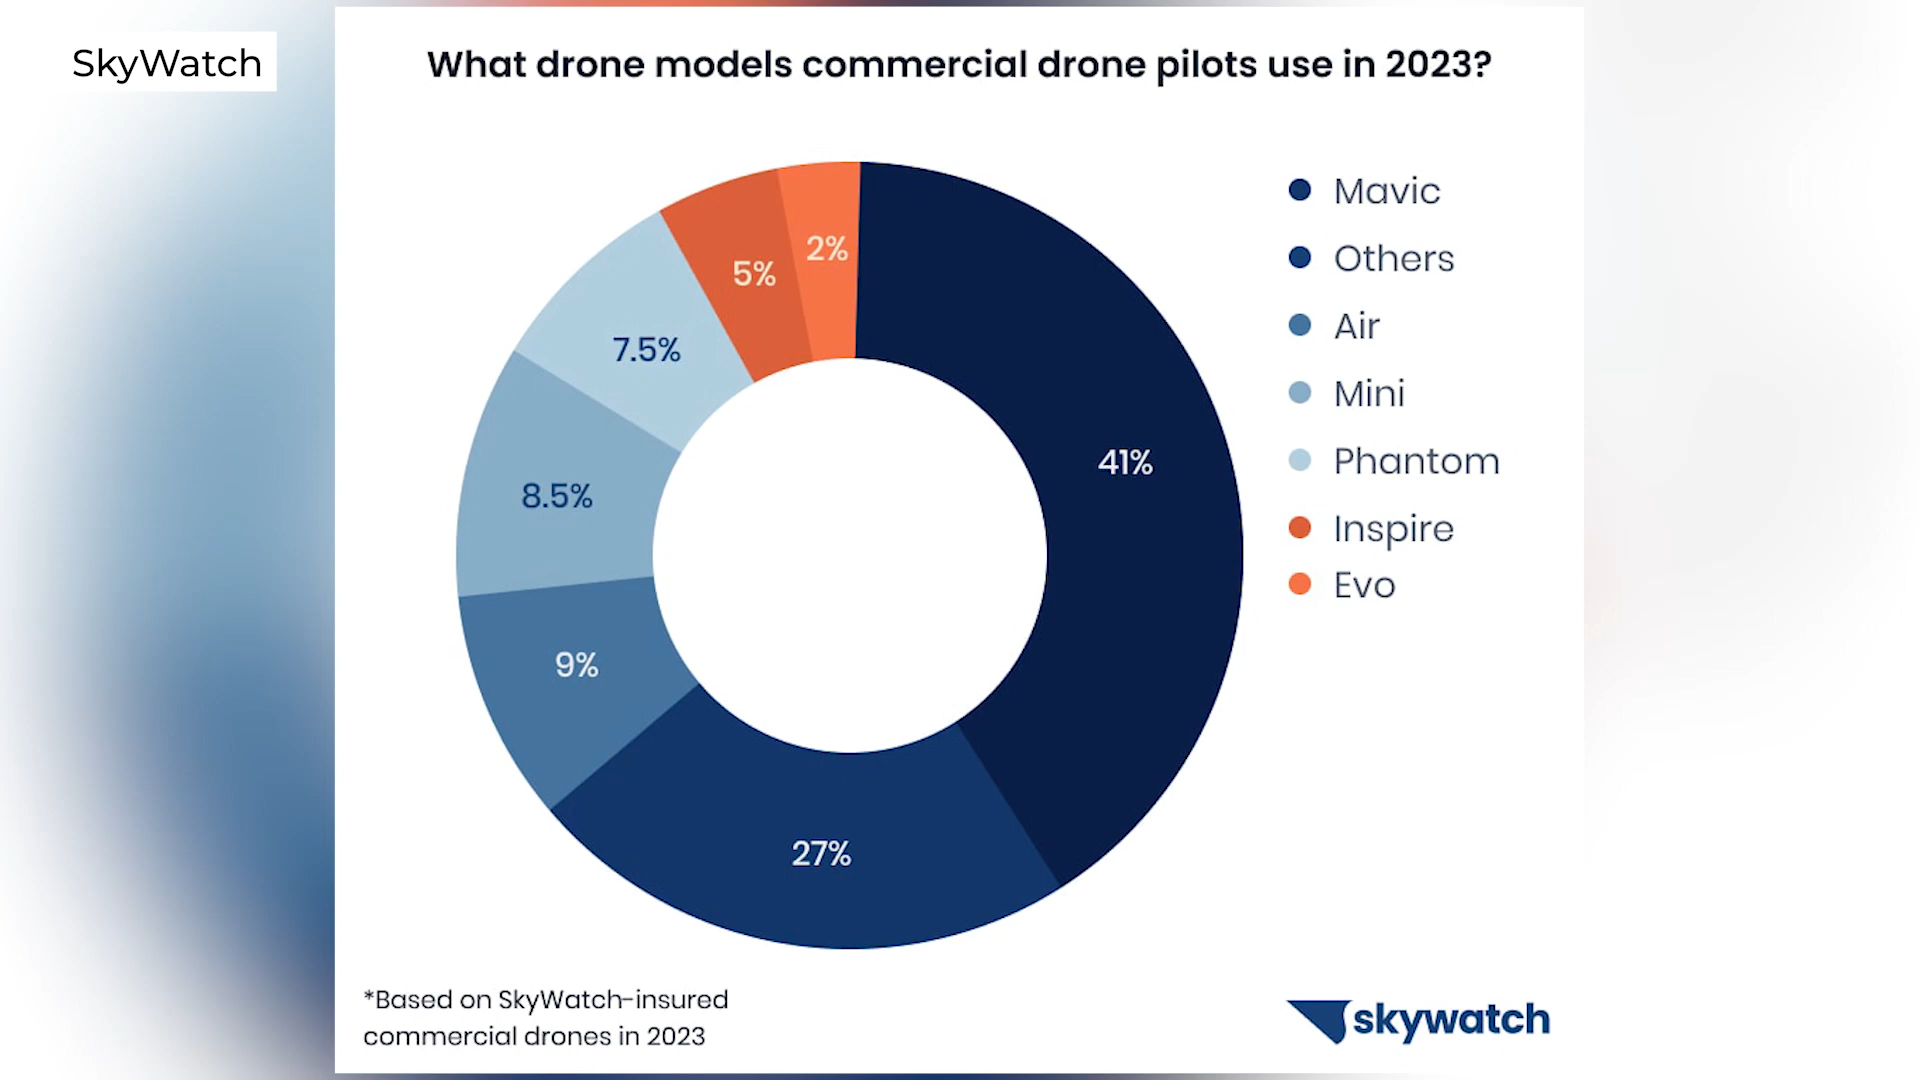 SkyWatch
What drone models commercial drone pilots use in 2023?
Mavic
Others
Air
Mini
Phantom
Inspire
Evo
2%
5%
7.5%
41%
8.5%
9%
27%
*Based on SkyWatch-insured
commercial drones in 2023
skywatch